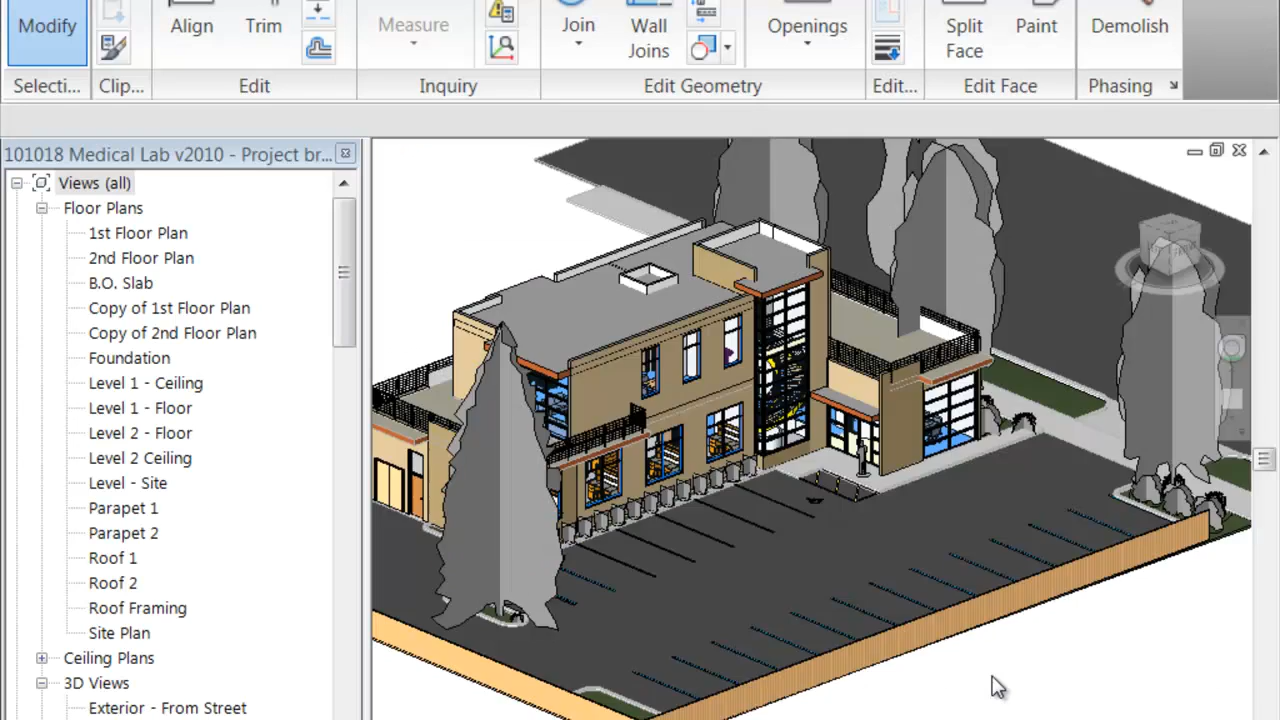 Modify
Align
Trim
Measure
Join
Wall
Joins
Openings
Split
Face
Paint
Demolish
Selecti...
Clip...
Edit
Inquiry
Edit Geometry
Edit...
Edit Face
Phasing
101018 Medical Lab v2010 - Project br...
Views (all)
Floor Plans
1st Floor Plan
2nd Floor Plan
B.O. Slab
Copy of 1st Floor Plan
Copy of 2nd Floor Plan
Foundation
Level 1 - Ceiling
Level 1 - Floor
Level 2 - Floor
Level 2 Ceiling
Level - Site
Parapet 1
Parapet 2
Roof 1
Roof 2
Roof Framing
Site Plan
Ceiling Plans
3D Views
Exterior - From Street